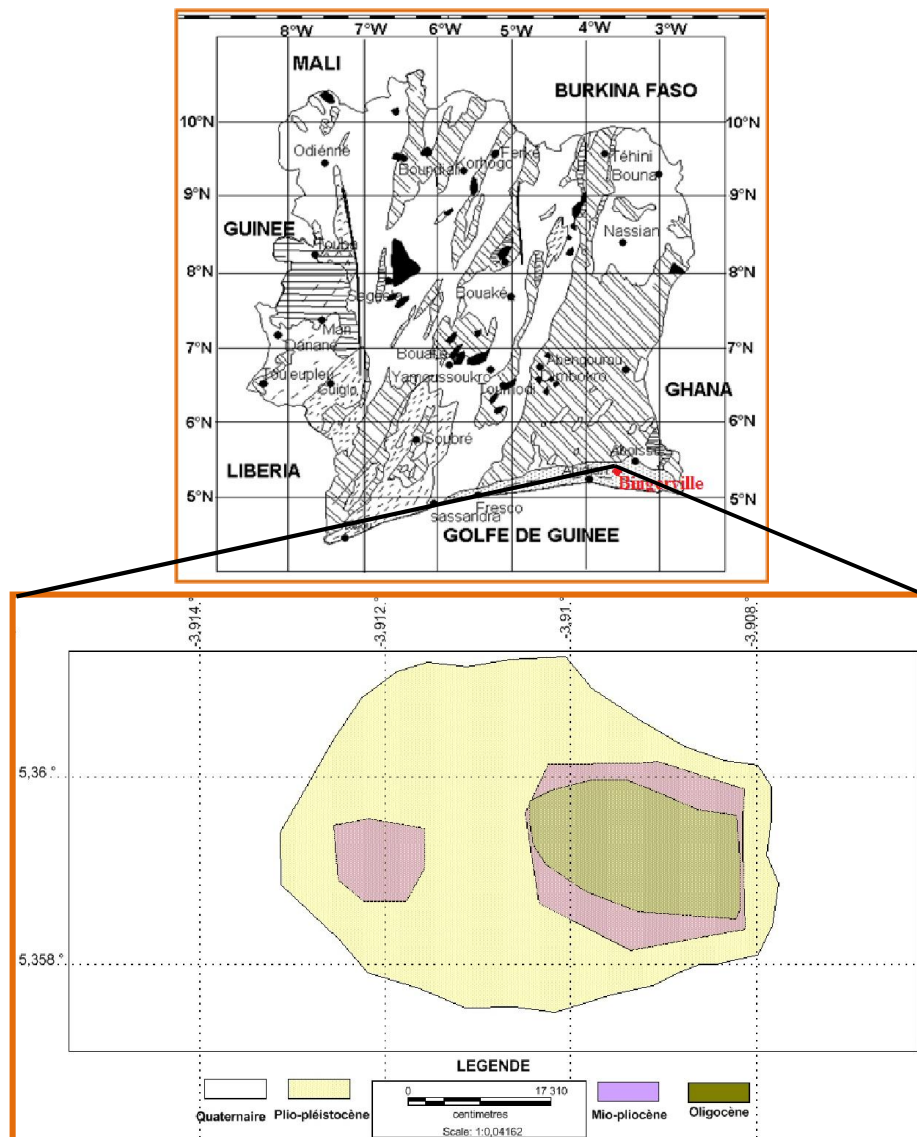 8°W 7°W 6°W 5°W 4°W 3°W
MALI
BURKINA FASO
10°N 10°N
Odiénné
Ferké
Korhogo
Boundiali
Téhini
Bouna
9°N 9°N
GUINEE
Touba
Nassian
8°N 8°N
Séguéla
Bouaké
Man
Danané
7°N 7°N
Bouaflé
Abengourou
Yamoussoukro
Dimbokro
Toulepleu
Guiglo
Toumodi
GHANA
6°N 6°N
Soubré
Aboisso
LIBERIA
Bingerville
5°N 5°N
Fresco
sassandra
GOLFE DE GUINEE
-3,914.° -3,912.° -3,91.° -3,908.°
5,36°
5,358.°
LEGENDE
0 17 310
centimetres
Scale: 1:0,04162
Quaternaire Plio-pléistocène Mio-pliocène Oligocène